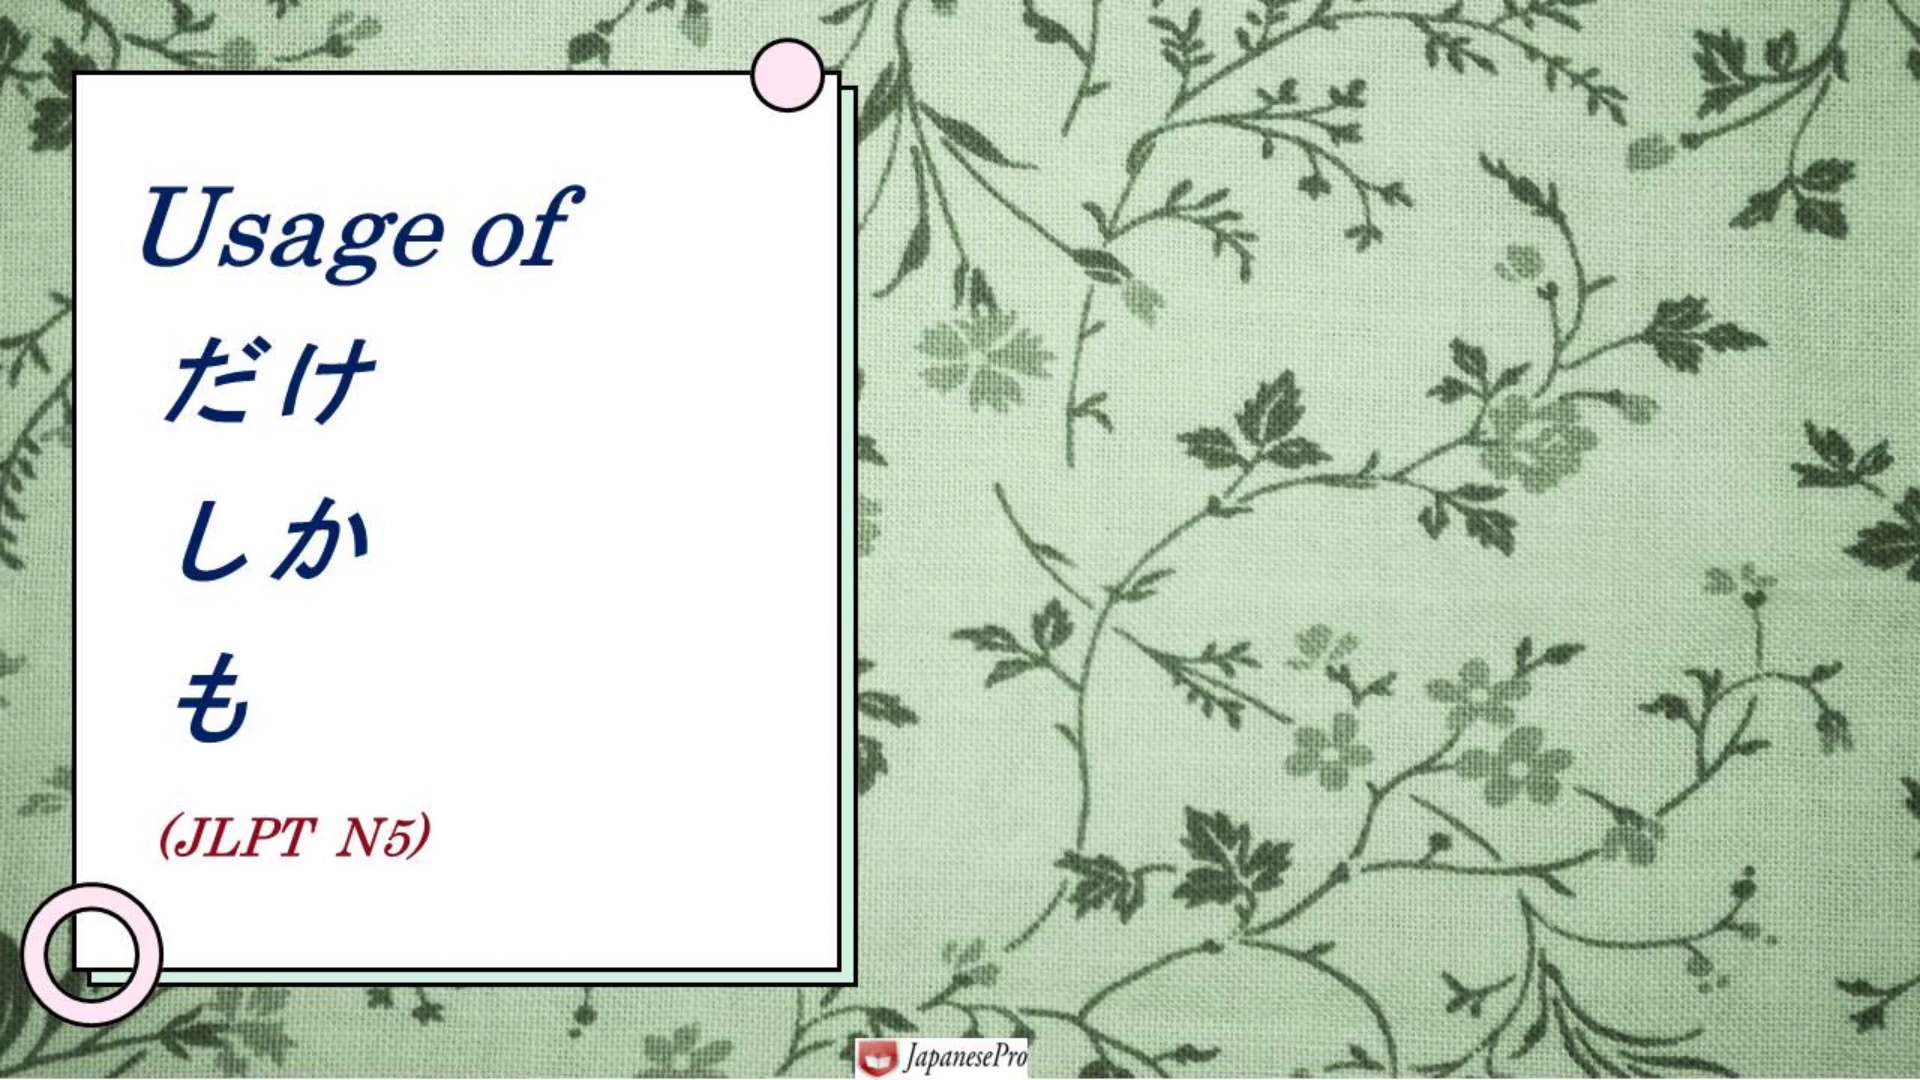 Usage of
だけ
しか
も
(JLPT N5)
JapanesePro